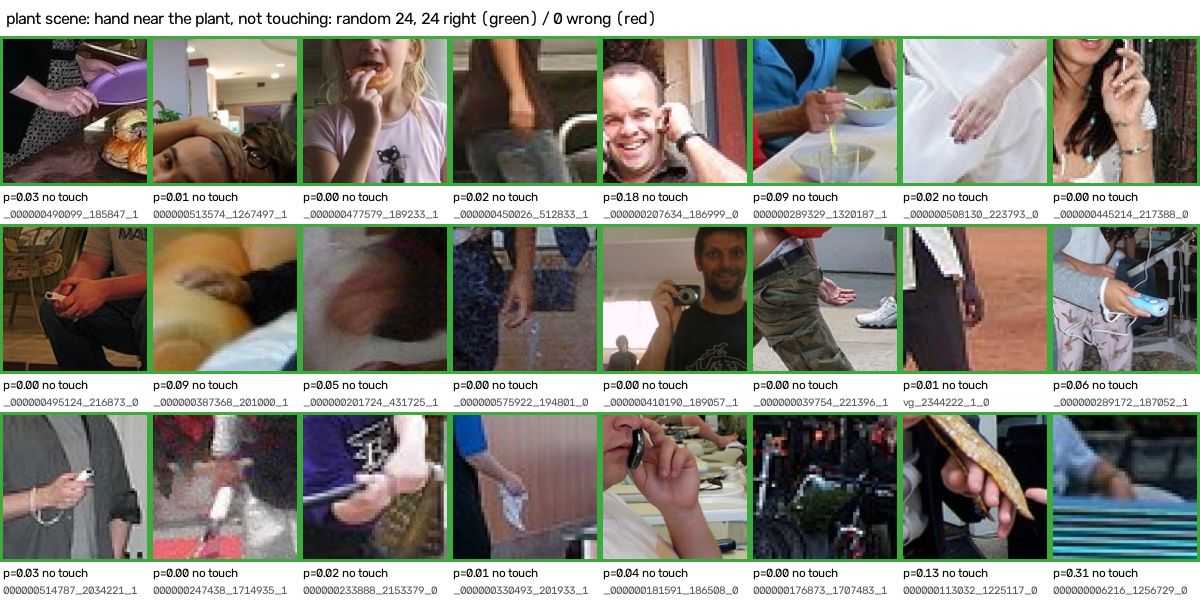 plant scene: hand near the plant, not touching: random 24, 24 right (green) / 0 wrong (red)
p=0.03 no touch
_000000490099_185847_1
p=0.01 no touch
000000513574_1267497_1
p=0.00 no touch
_000000477579_189233_1
p=0.02 no touch
_000000450026_512833_1
p=0.18 no touch
_000000207634_186999_0
p=0.09 no touch
000000289329_1320187_1
p=0.02 no touch
_000000508130_223793_0
p=0.00 no touch
_000000445214_217388_0
MA
p=0.00 no touch
_000000495124_216873_0
p=0.09 no touch
_000000387368_201000_1
p=0.05 no touch
_000000201724_431725_1
p=0.00 no touch
_000000575922_194801_0
p=0.00 no touch
_000000410190_189057_1
p=0.00 no touch
_000000039754_221396_1
p=0.01 no touch
vg_2344222_1_0
p=0.06 no touch
_000000289172_187052_1
p=0.03 no touch
000000514787_2034221_1
p=0.00 no touch
000000247438_1714935_1
p=0.02 no touch
000000233888_2153379_0
p=0.01 no touch
_000000330493_201933_1
p=0.04 no touch
_000000181591_186508_0
p=0.00 no touch
000000176873_1707483_1
p=0.13 no touch
000000113032_1225117_0
p=0.31 no touch
000000006216_1256729_0